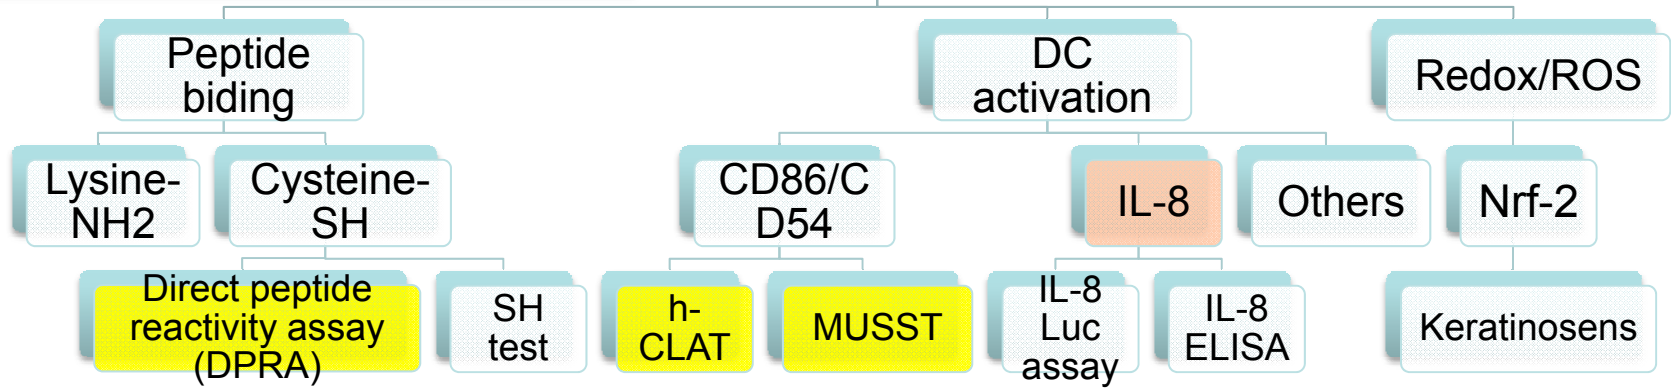 Peptide
biding
DC
activation
Redox/ROS
Lysine-
NH2
Cysteine-
SH
CD86/C
D54
IL-8
Others
Nrf-2
Direct peptide
reactivity assay
(DPRA)
SH
test
h-
CLAT
MUSST
IL-8
Luc
assay
IL-8
ELISA
Keratinosens